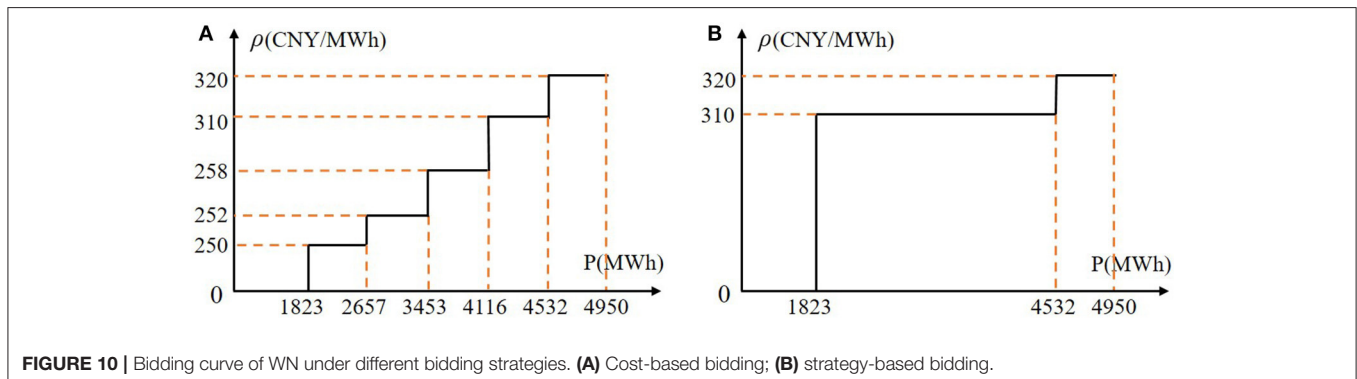 A
ρ(CNY/MWh)
320
310
258
252
250
P(MWh)
0
1823 2657 3453 4116 4532 4950
B
ρ(CNY/MWh)
320
310
P(MWh)
0
1823 4532 4950
FIGURE 10 | Bidding curve of WN under different bidding strategies. (A) Cost-based bidding; (B) strategy-based bidding.